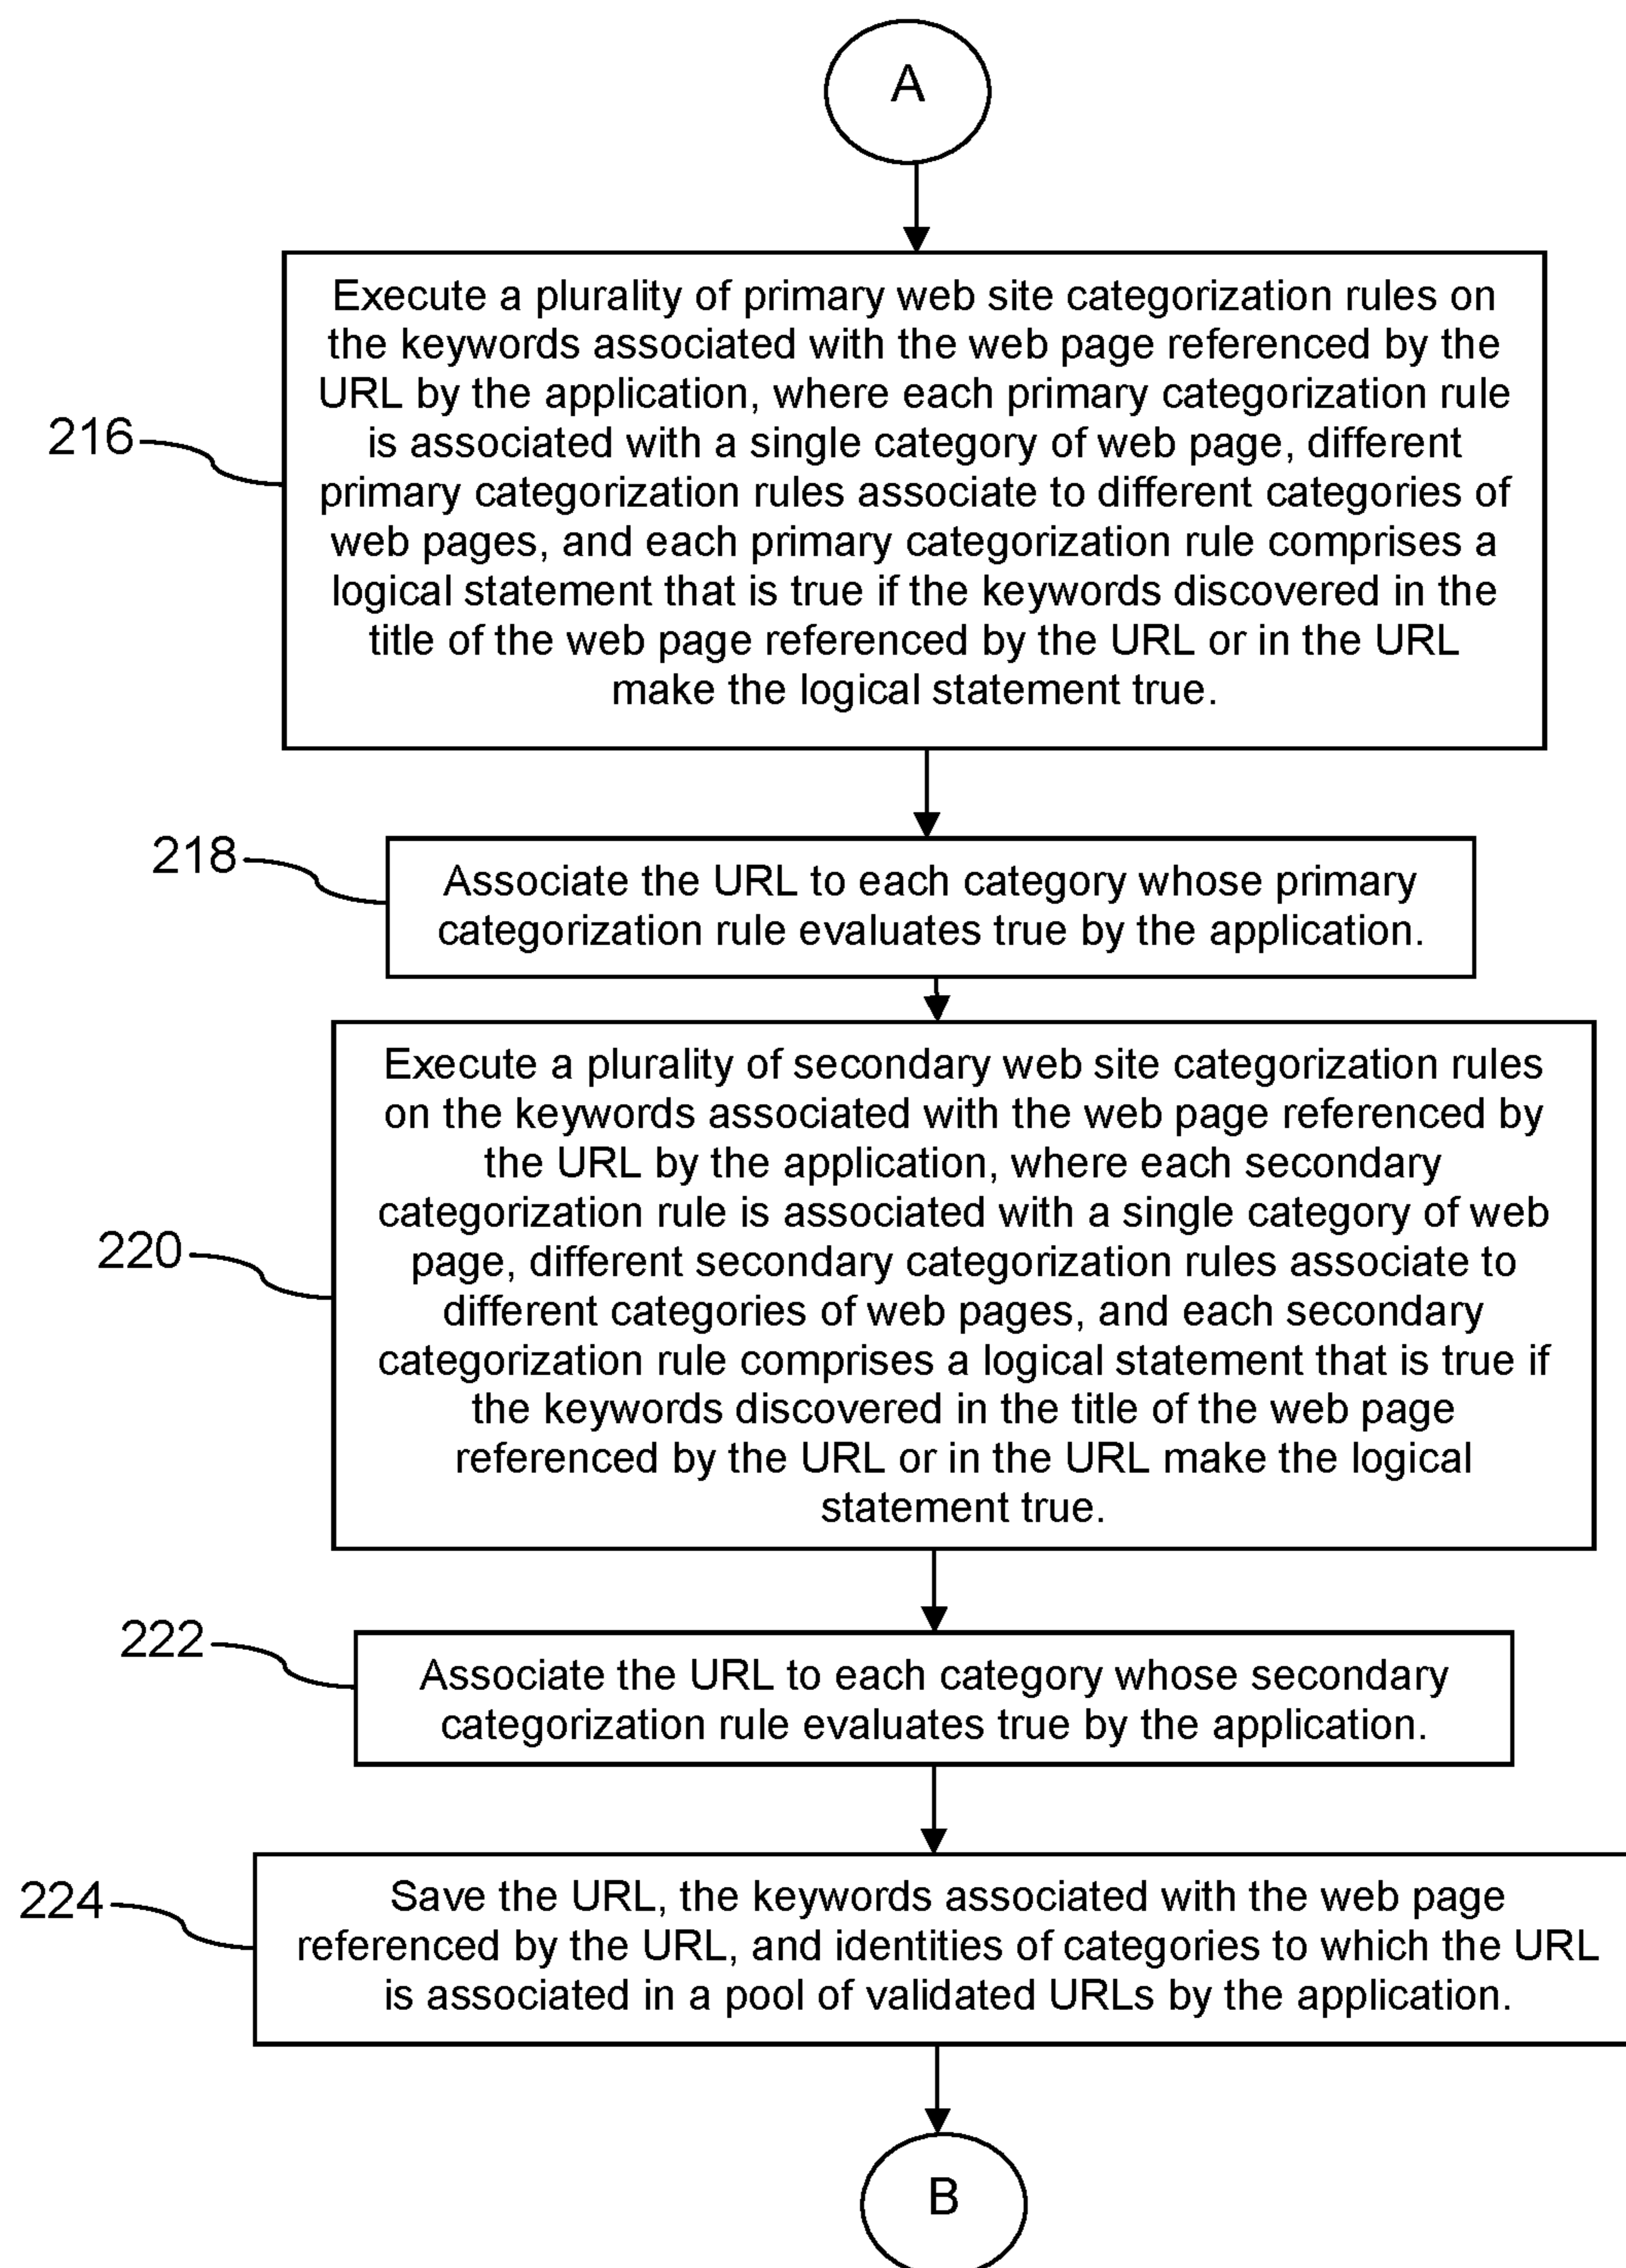 A
Execute a plurality of primary web site categorization rules on
the keywords associated with the web page referenced by the
URL by the application, where each primary categorization rule
is associated with a single category of web page, different
primary categorization rules associate to different categories of
web pages, and each primary categorization rule comprises a
logical statement that is true if the keywords discovered in the
title of the web page referenced by the URL or in the URL
make the logical statement true.
216
218
Associate the URL to each category whose primary
categorization rule evaluates true by the application.
Execute a plurality of secondary web site categorization rules
on the keywords associated with the web page referenced by
the URL by the application, where each secondary
categorization rule is associated with a single category of web
page, different secondary categorization rules associate to
different categories of web pages, and each secondary
categorization rule comprises a logical statement that is true if
the keywords discovered in the title of the web page
referenced by the URL or in the URL make the logical
statement true.
220
222
Associate the URL to each category whose secondary
categorization rule evaluates true by the application.
224
Save the URL, the keywords associated with the web page
referenced by the URL, and identities of categories to which the URL
is associated in a pool of validated URLs by the application.
B